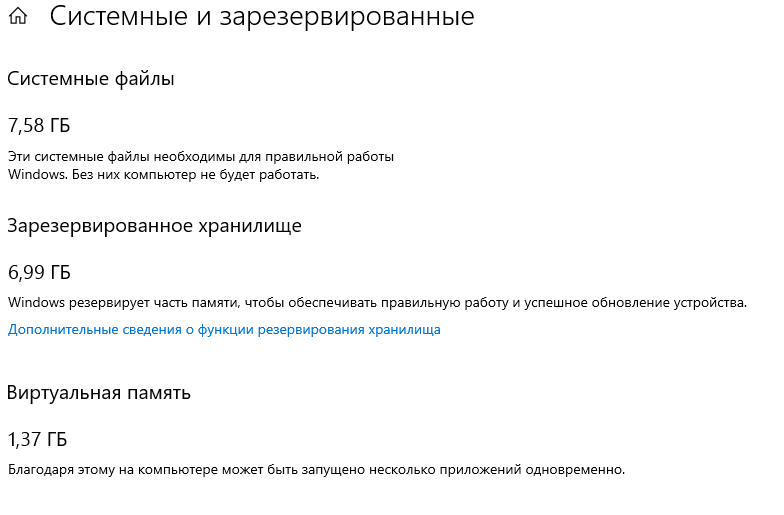 Системные и зарезервированные
Системные файлы
7,58 ГБ
Эти системные файлы необходимы для правильной работы
Windows. Без них компьютер не будет работать.
Зарезервированное хранилище
6,99 ГБ
Windows резервирует часть памяти, чтобы обеспечивать правильную работу и успешное обновление устройства.
Дополнительные сведения о функции резервирования хранилища
Виртуальная память
1,37 ГБ
Благодаря этому на компьютере может быть запущено несколько приложений одновременно.